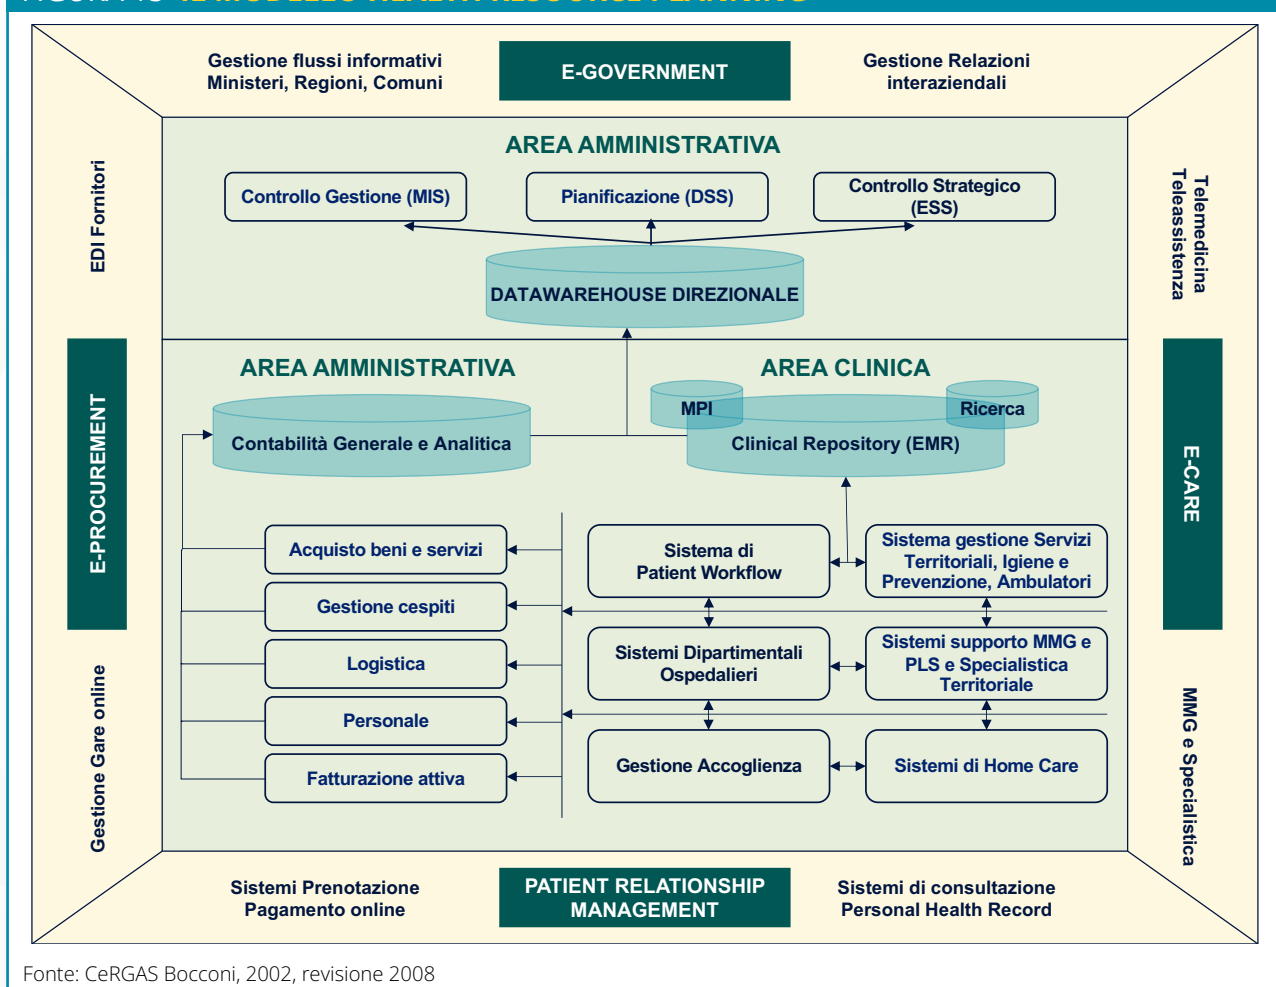 Gestione flussi informativi
Ministeri, Regioni, Comuni
E-GOVERNMENT
Gestione Relazioni
interaziendali
AREA AMMINISTRATIVA
Controllo Gestione (MIS)
Pianificazione (DSS)
Controllo Strategico
(ESS)
DATAWAREHOUSE DIREZIONALE
EDI Fornitori
E-PROCUREMENT
Gestione Gare online
Telemedicina
Teleassistenza
E-CARE
MMG e Specialistica
AREA AMMINISTRATIVA
Contabilità Generale e Analitica
Acquisto beni e servizi
Gestione cespiti
Logistica
Personale
Fatturazione attiva
AREA CLINICA
MPI
Ricerca
Clinical Repository (EMR)
Sistema di
Patient Workflow
Sistema gestione Servizi
Territoriali, Igiene e
Prevenzione, Ambulatori
Sistemi Dipartimentali
Ospedalieri
Sistemi supporto MMG e
PLS e Specialistica
Territoriale
Gestione Accoglienza
Sistemi di Home Care
Sistemi Prenotazione
Pagamento online
PATIENT RELATIONSHIP
MANAGEMENT
Sistemi di consultazione
Personal Health Record
Fonte: CeRGAS Bocconi, 2002, revisione 2008